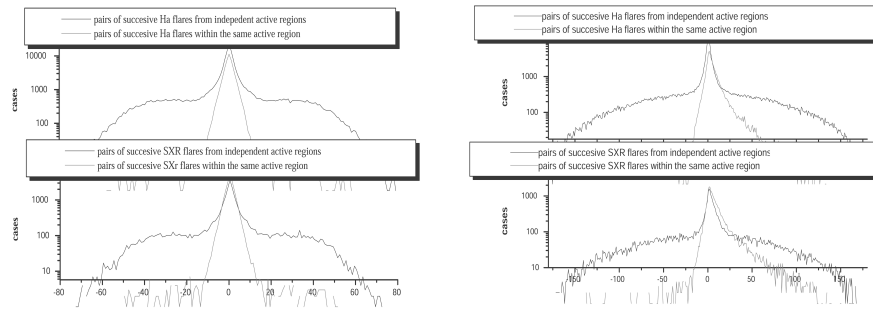 pairs of succesive Ha flares from indepedent active regions
pairs of succesive Ha flares within the same active region
10000
1000
100
cases
pairs of succesive SXR flares from independent active regions
pairs of succesive SXr flares within the same active region
1000
100
10
cases
-80 -60 -40 -20 0 20 40 60 80
pairs of succesive Ha flares from independent active regions
pairs of succesive Ha flares within the same active region
1000
100
cases
pairs of succesive SXR flares from independent active regions
pairs of succesive SXR flares within the same active region
1000
100
10
cases
-150 -100 -50 0 50 100 150